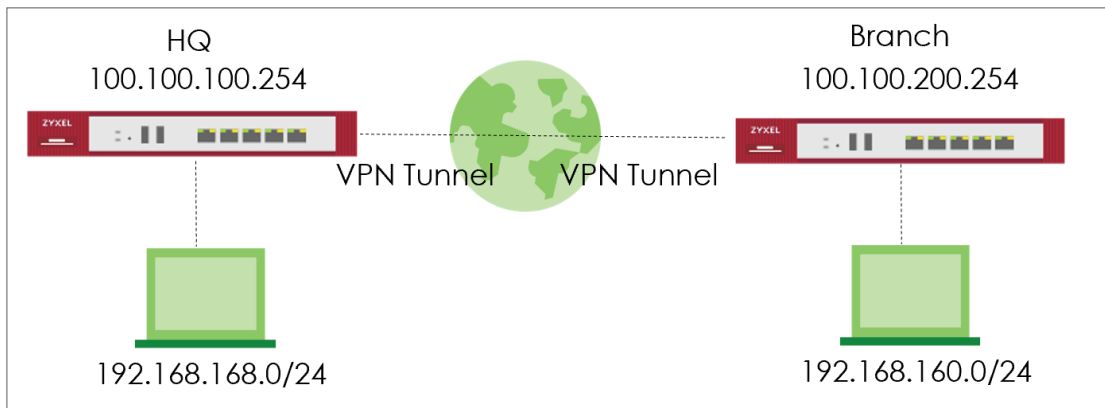 HQ
100.100.100.254
Branch
100.100.200.254
ZYXEL
ZYXEL
VPN Tunnel
VPN Tunnel
192.168.168.0/24
192.168.160.0/24